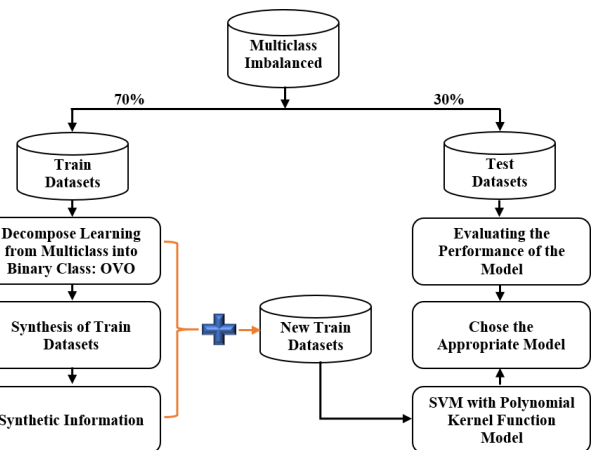 Multiclass
Imbalanced
70%
30%
Train
Datasets
Test
Datasets
Decompose Learning
from Multiclass into
Binary Class: OVO
Evaluating the
Performance of the
Model
Synthesis of Train
Datasets
New Train
Datasets
Chose the
Appropriate Model
Synthetic Information
SVM with Polynomial
Kernel Function
Model